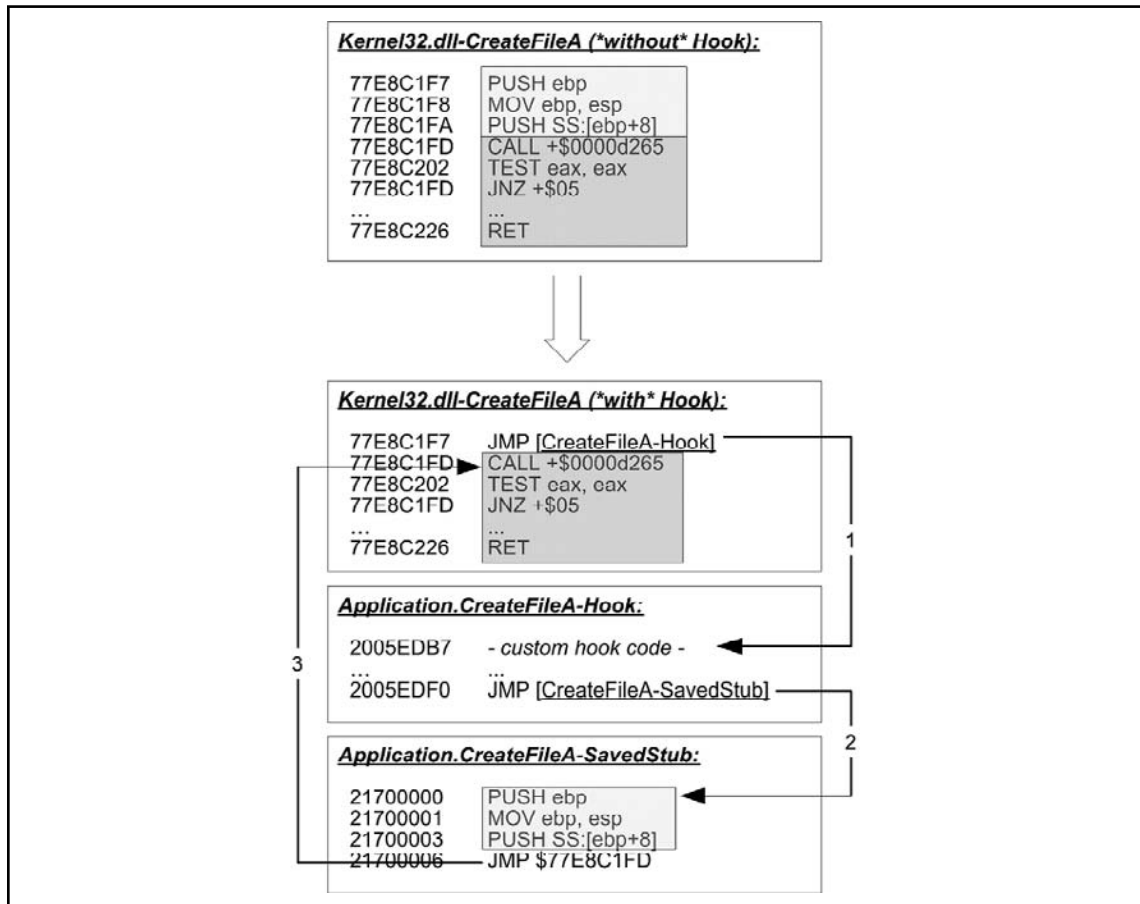 Kernel32.dll-CreateFileA (*without* Hook):
77E8C1F7 PUSH ebp
77E8C1F8 MOV ebp, esp
77E8C1FA PUSH SS:[ebp+8]
77E8C1FD CALL +$0000d265
77E8C202 TEST eax, eax
77E8C1FD JNZ +$05
... ...
77E8C226 RET
Kernel32.dll-CreateFileA (*with* Hook):
77E8C1F7 JMP [CreateFileA-Hook]
77E8C1FD CALL +$0000d265
77E8C202 TEST eax, eax
77E8C1FD JNZ +$05
... ...
77E8C226 RET
1
Application.CreateFileA-Hook:
2005EDB7 - custom hook code -
... ...
2005EDF0 JMP [CreateFileA-SavedStub]
3
2
Application.CreateFileA-SavedStub:
21700000 PUSH ebp
21700001 MOV ebp, esp
21700003 PUSH SS:[ebp+8]
21700006 JMP $77E8C1FD